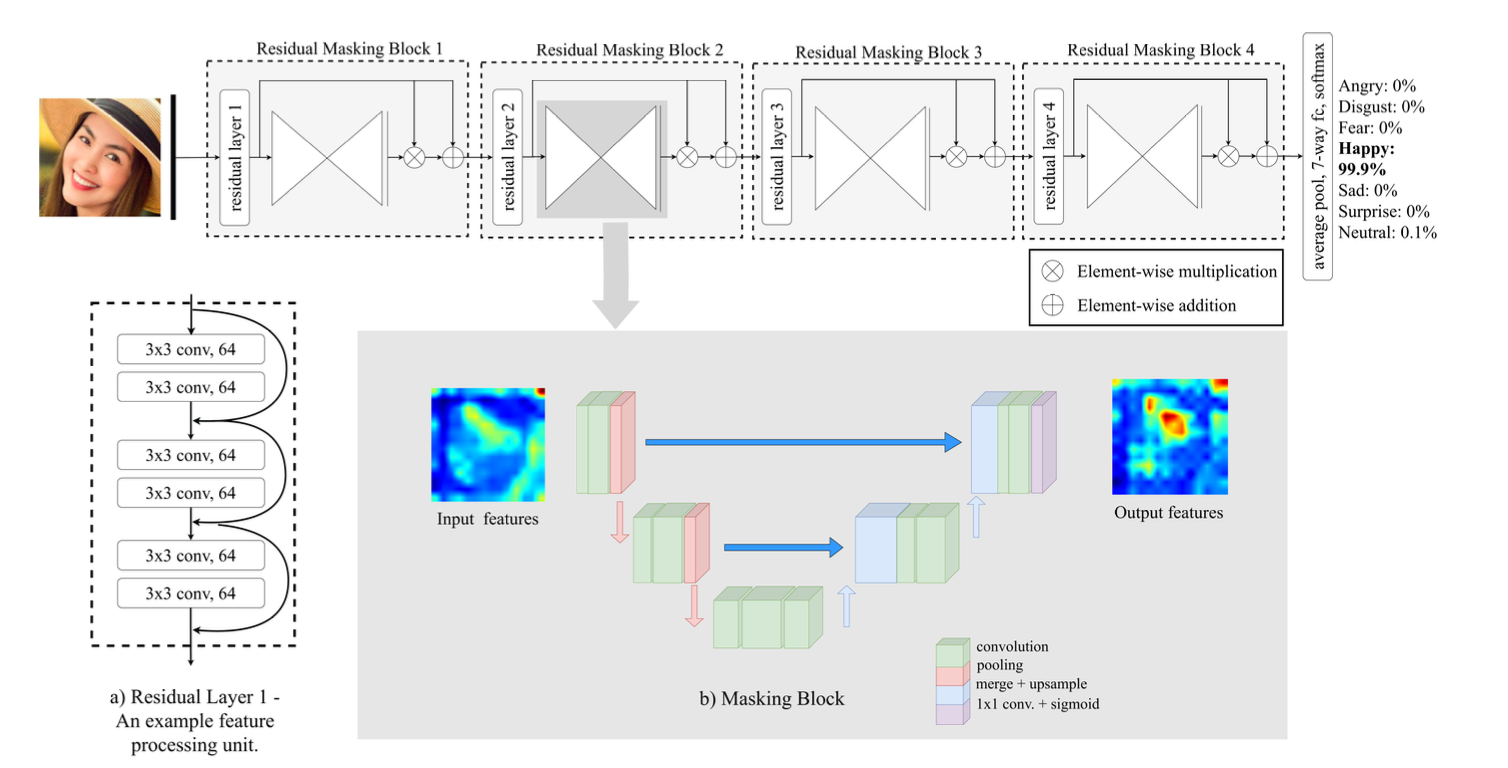 Residual Masking Block 1
Residual Masking Block 2
Residual Masking Block 3
Residual Masking Block 4
residual layer 1
residual layer 2
residual layer 3
residual layer 4
average pool, 7-way fc, softmax
Angry: 0%
Disgust: 0%
Fear: 0%
Happy:
99.9%
Sad: 0%
Surprise: 0%
Neutral: 0.1%
Element-wise multiplication
Element-wise addition
3x3 conv, 64
3x3 conv, 64
3x3 conv, 64
3x3 conv, 64
3x3 conv, 64
3x3 conv, 64
a) Residual Layer 1 -
An example feature
processing unit.
Input features
Output features
convolution
pooling
merge + upsample
1x1 conv. + sigmoid
b) Masking Block